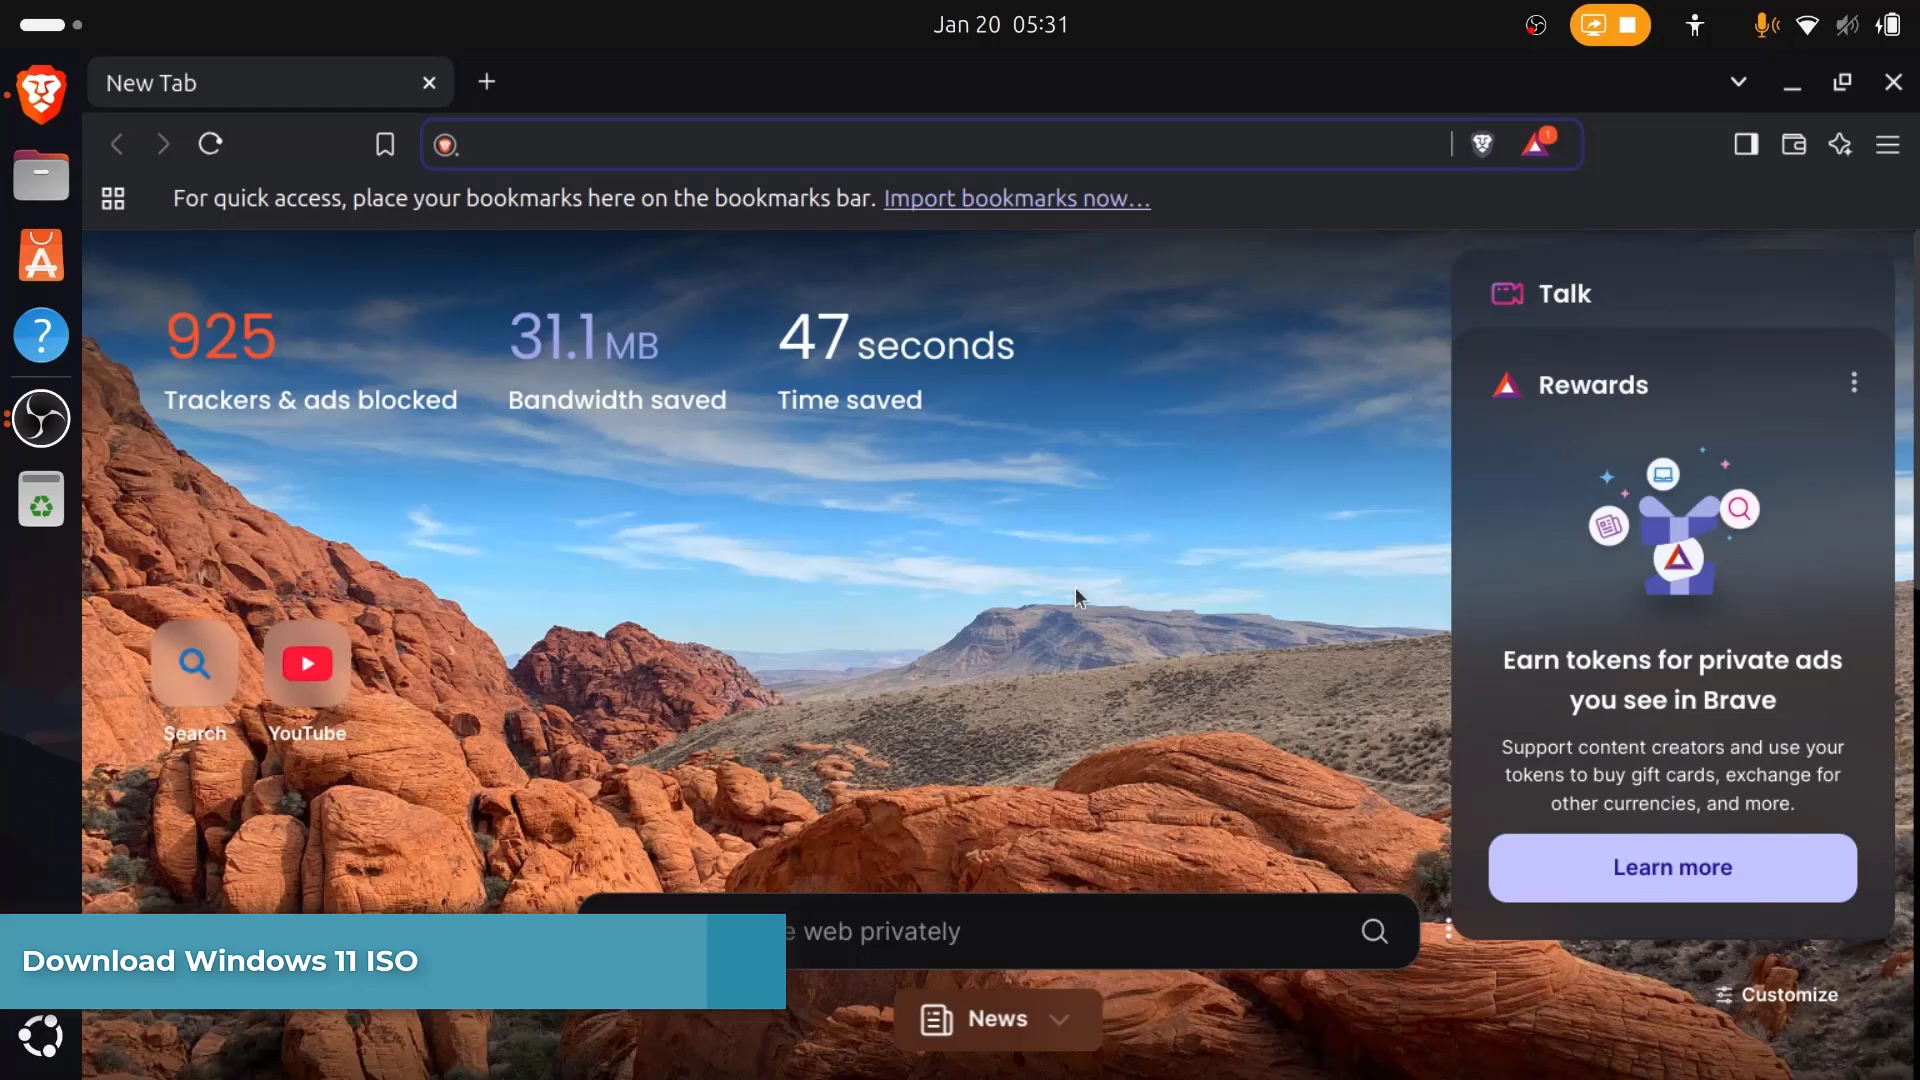 Jan 20 05:31
New Tab
1
For quick access, place your bookmarks here on the bookmarks bar. Import bookmarks now...
925
Trackers & ads blocked
31.1 MB
Bandwidth saved
47 seconds
Time saved
Talk
Rewards
Earn tokens for private ads
you see in Brave
Support content creators and use your
tokens to buy gift cards, exchange for
other currencies, and more.
Learn more
Search
YouTube
web privately
Download Windows 11 ISO
News
Customize